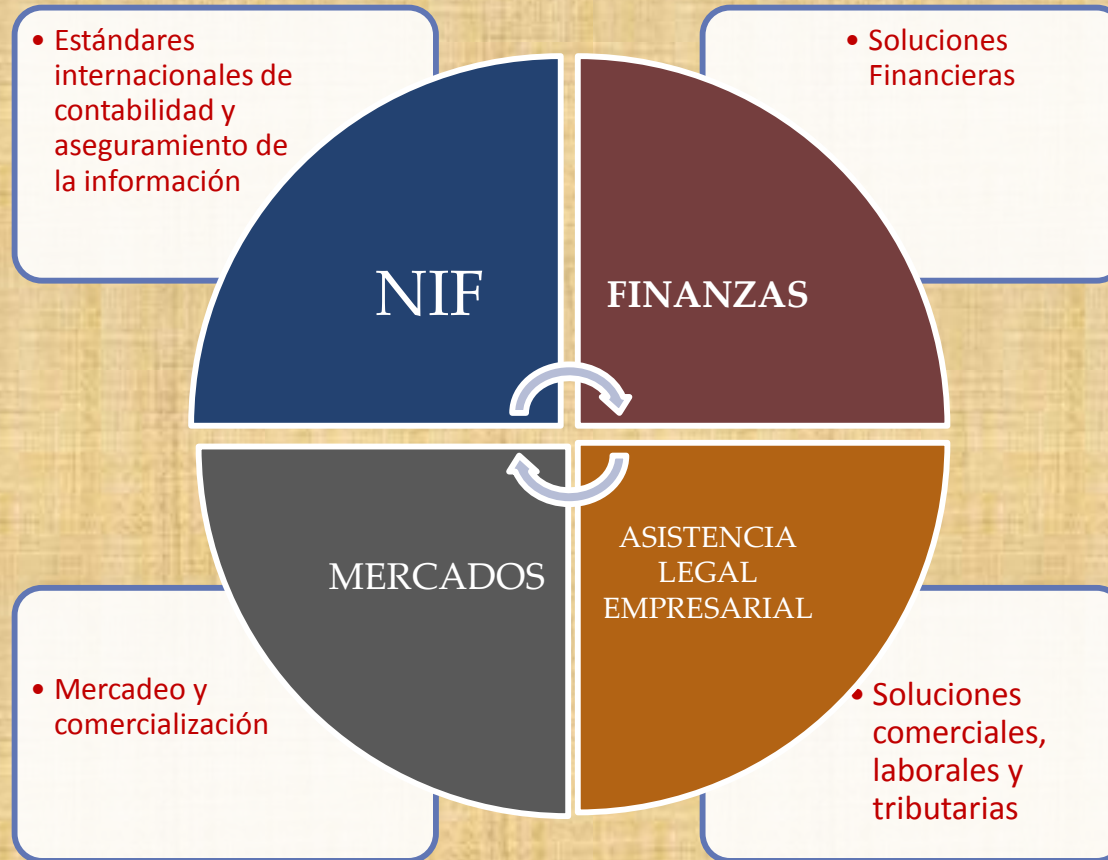 • Estándares
internacionales de
contabilidad y
aseguramiento de
la información
• Soluciones
Financieras
NIF
FINANZAS
MERCADOS
ASISTENCIA
LEGAL
EMPRESARIAL
• Mercadeo y
comercialización
• Soluciones
comerciales,
laborales y
tributarias